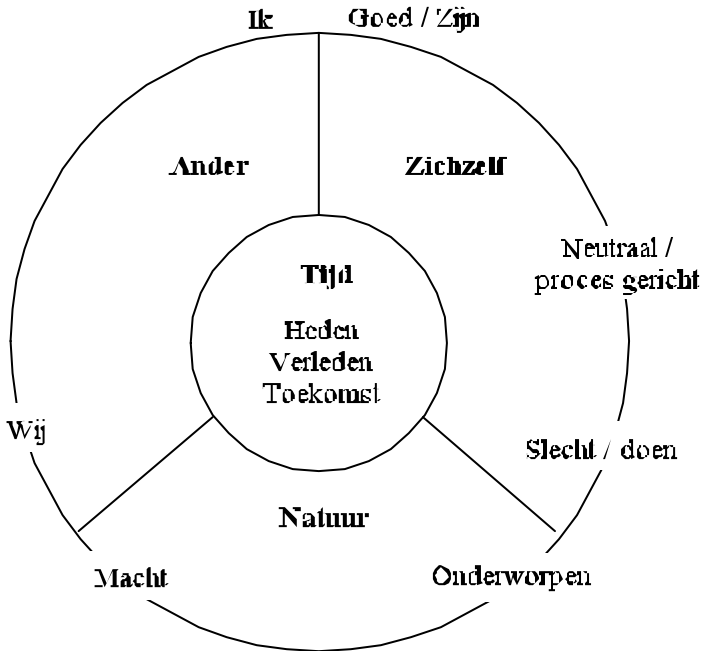 Ik
Goed / Zijn
Ander
Zichzelf
Neutraal /
proces gericht
Tijd
Heden
Verleden
Toekomst
Wij
Slecht / doen
Natuur
Macht
Onderworpen